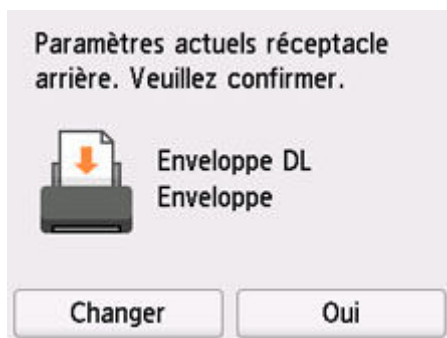 Paramètres actuels réceptacle
arrière. Veuillez confirmer.
Enveloppe DL
Enveloppe
Changer
Oui